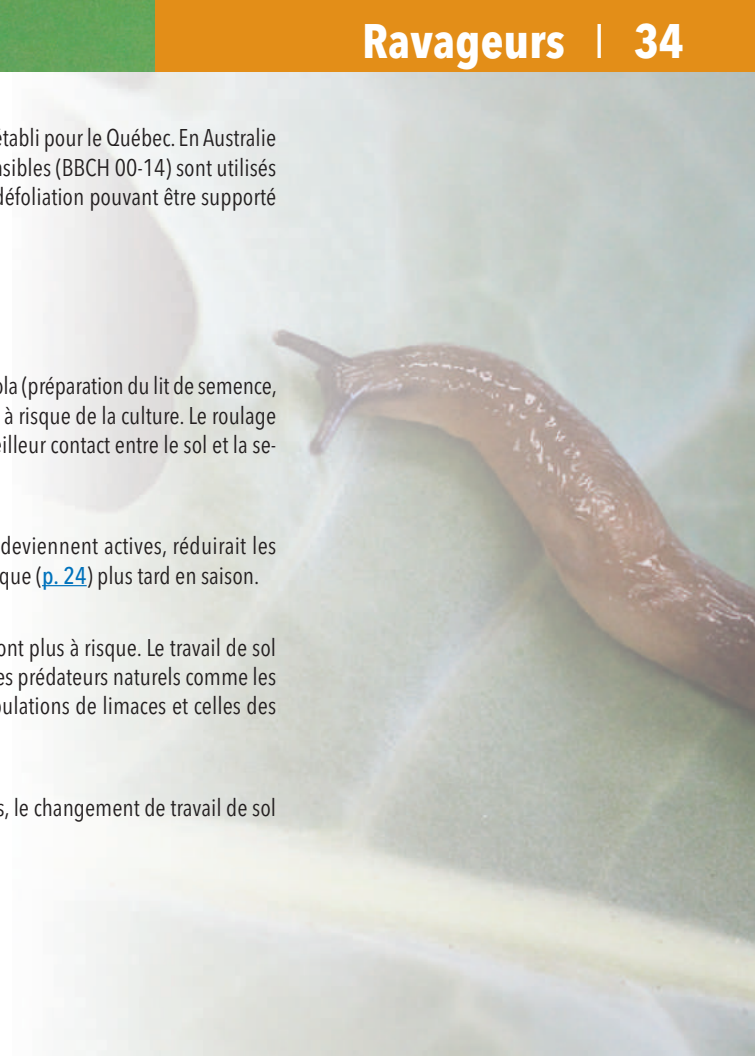 Ravageurs | 34
établi pour le Québec. En Australie
sibles (BBCH 00-14) sont utilisés
défoliation pouvant être supporté
la (préparation du lit de semence,
à risque de la culture. Le roulage
illeur contact entre le sol et la se-
deviennent actives, réduirait les
que (p. 24) plus tard en saison.
ont plus à risque. Le travail de sol
es prédateurs naturels comme les
ulations de limaces et celles des
s, le changement de travail de sol